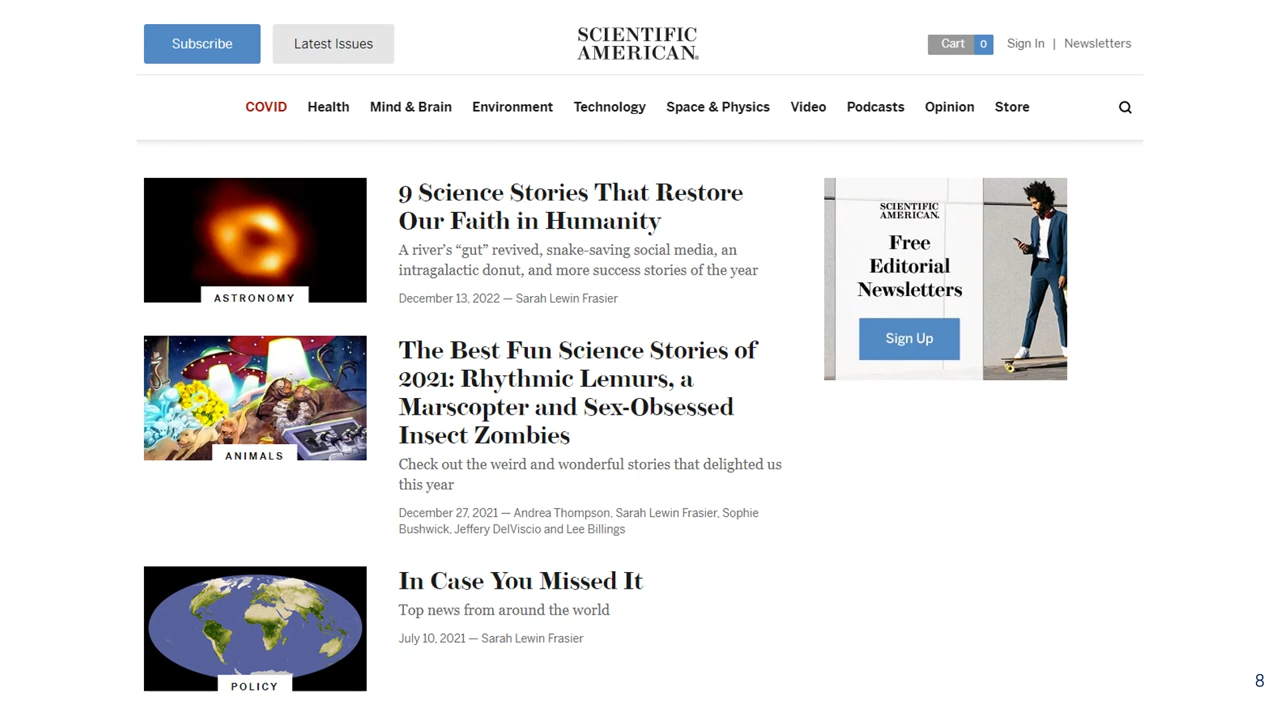 Subscribe
Latest Issues
SCIENTIFIC
AMERICAN®
Cart 0
Sign In | Newsletters
COVID Health Mind & Brain Environment Technology Space & Physics Video Podcasts Opinion Store
ASTRONOMY
9 Science Stories That Restore
Our Faith in Humanity
A river’s “gut” revived, snake-saving social media, an
intragalactic donut, and more success stories of the year
December 13, 2022 — Sarah Lewin Frasier
SCIENTIFIC
AMERICAN.
Free
Editorial
Newsletters
Sign Up
ANIMALS
The Best Fun Science Stories of
2021: Rhythmic Lemurs, a
Marscopter and Sex-Obsessed
Insect Zombies
Check out the weird and wonderful stories that delighted us
this year
December 27, 2021 — Andrea Thompson, Sarah Lewin Frasier, Sophie
Bushwick, Jeffery DelViscio and Lee Billings
POLICY
In Case You Missed It
Top news from around the world
July 10, 2021 — Sarah Lewin Frasier
8